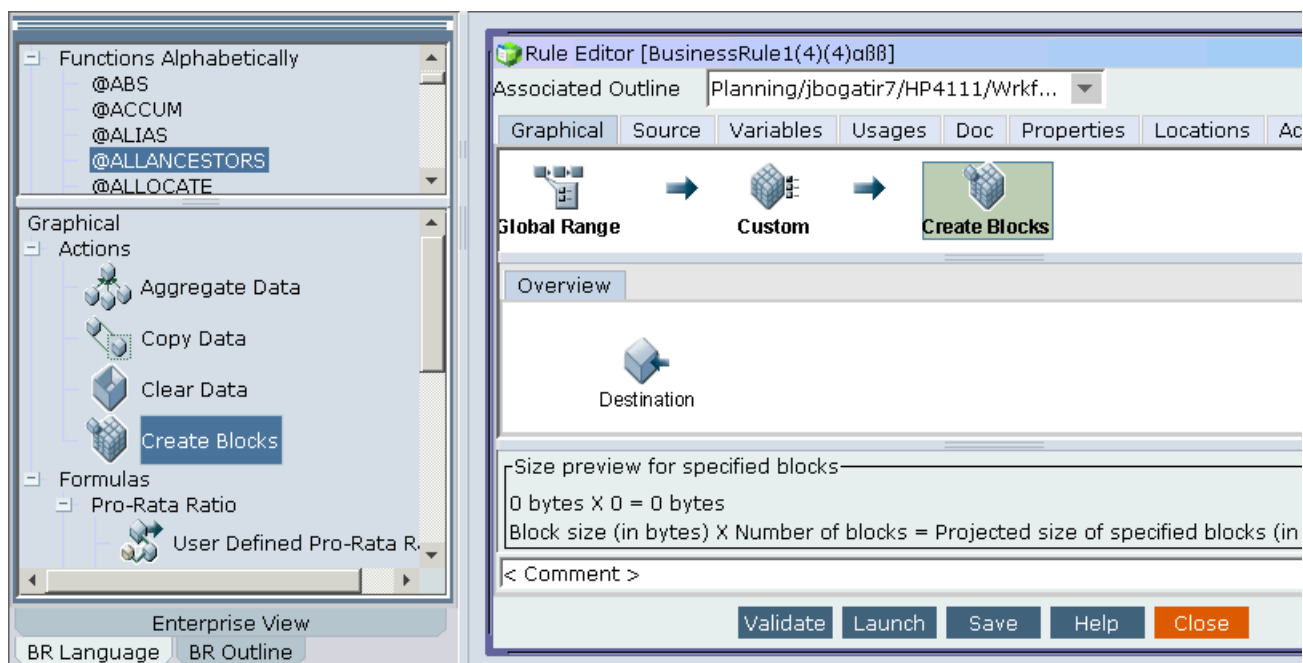 Functions Alphabetically
@ABS
@ACCUM
@ALIAS
@ALLANCESTORS
@ALLOCATE
Graphical
Actions
Aggregate Data
Copy Data
Clear Data
Create Blocks
Formulas
Pro-Rata Ratio
User Defined Pro-Rata R
Enterprise View
BR Language BR Outline
Rule Editor [BusinessRule1(4)(4)αßß]
Associated Outline Planning/jbogatir7/HP4111/Wrkf...
Graphical Source Variables Usages Doc Properties Locations Ac
Global Range Custom Create Blocks
Overview
Destination
Size preview for specified blocks
0 bytes X 0 = 0 bytes
Block size (in bytes) X Number of blocks = Projected size of specified blocks (in
< Comment >
Validate Launch Save Help Close